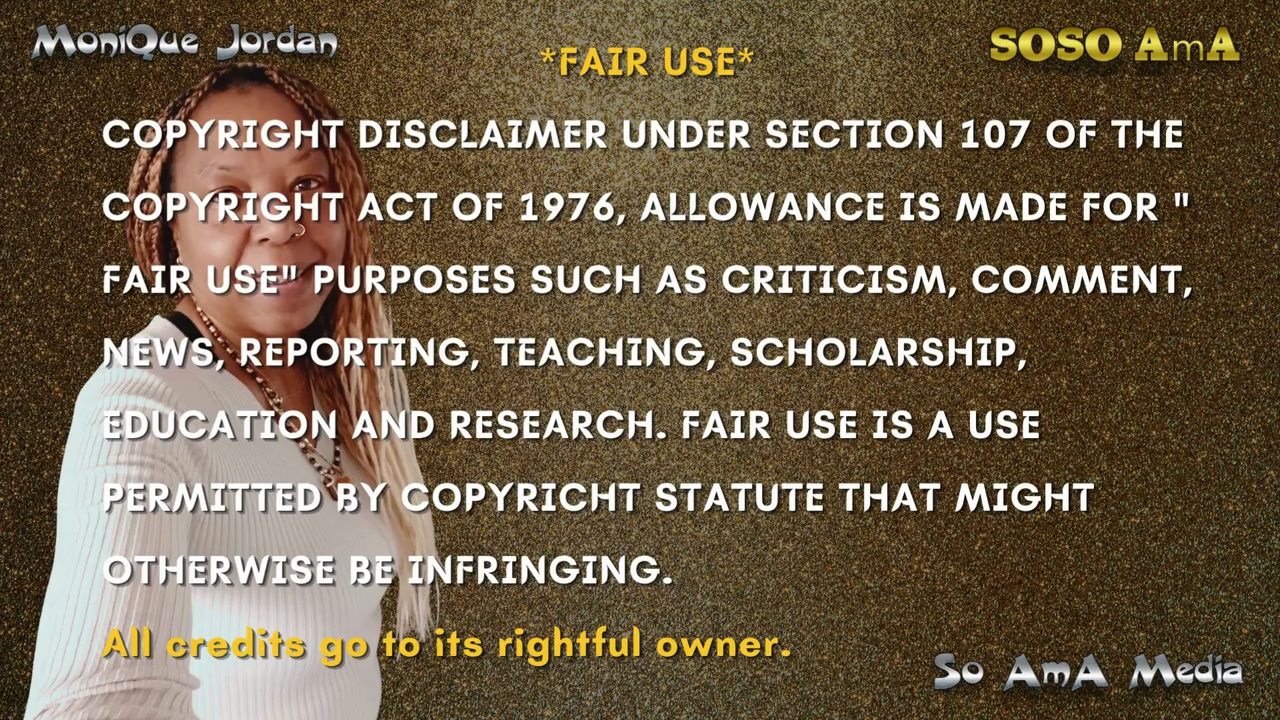 MoniQue Jordan
*FAIR USE*
SOSO AmA
COPYRIGHT DISCLAIMER UNDER SECTION 107 OF THE
COPYRIGHT ACT OF 1976, ALLOWANCE IS MADE FOR "
FAIR USE" PURPOSES SUCH AS CRITICISM, COMMENT,
NEWS, REPORTING, TEACHING, SCHOLARSHIP,
EDUCATION AND RESEARCH. FAIR USE IS A USE
PERMITTED BY COPYRICHT STATUTE THAT MIGHT
OTHERWISE BE INFRINGING.
All credits go to its rightful owner.
So AmA Media